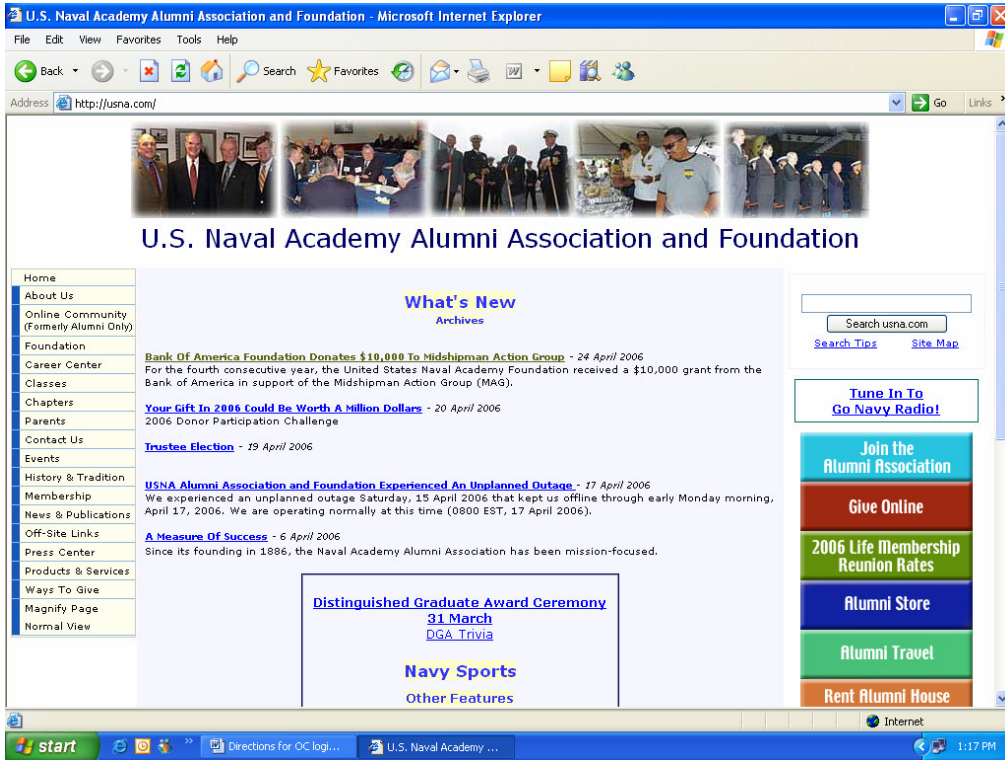 U.S. Naval Academy Alumni Association and Foundation - Microsoft Internet Explorer
File Edit View Favorites Tools Help
Back Search Favorites
Address http://usna.com/ Go Links
U.S. Naval Academy Alumni Association and Foundation
Home
About Us
Online Community
(Formerly Alumni Only)
Foundation
Career Center
Classes
Chapters
Parents
Contact Us
Events
History & Tradition
Membership
News & Publications
Off-Site Links
Press Center
Products & Services
Ways To Give
Magnify Page
Normal View
What's New
Archives
Bank Of America Foundation Donates $10,000 To Midshipman Action Group - 24 April 2006
For the fourth consecutive year, the United States Naval Academy Foundation received a $10,000 grant from the
Bank of America in support of the Midshipman Action Group (MAG).
Your Gift In 2006 Could Be Worth A Million Dollars - 20 April 2006
2006 Donor Participation Challenge
Trustee Election - 19 April 2006
USNA Alumni Association and Foundation Experienced An Unplanned Outage - 17 April 2006
We experienced an unplanned outage Saturday, 15 April 2006 that kept us offline through early Monday morning,
April 17, 2006. We are operating normally at this time (0800 EST, 17 April 2006).
A Measure Of Success - 6 April 2006
Since its founding in 1886, the Naval Academy Alumni Association has been mission-focused.
Distinguished Graduate Award Ceremony
31 March
DGA Trivia
Navy Sports
Other Features
Search usna.com
Search Tips Site Map
Tune In To
Go Navy Radio!
Join the
Alumni Association
Give Online
2006 Life Membership
Reunion Rates
Alumni Store
Alumni Travel
Rent Alumni House
Internet
start Directions for OC logi... U.S. Naval Academy ... 1:17 PM